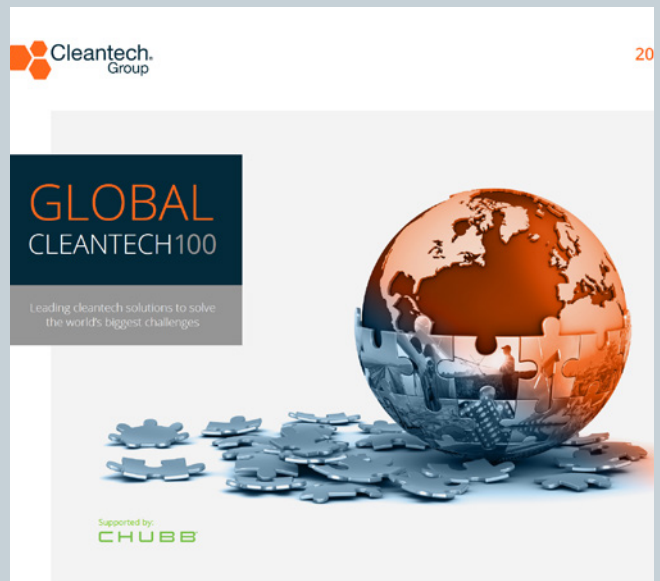 Cleantech®
Group
20
GLOBAL
CLEANTECH100
Leading cleantech solutions to solve
the world's biggest challenges
Supported by:
CHUBB